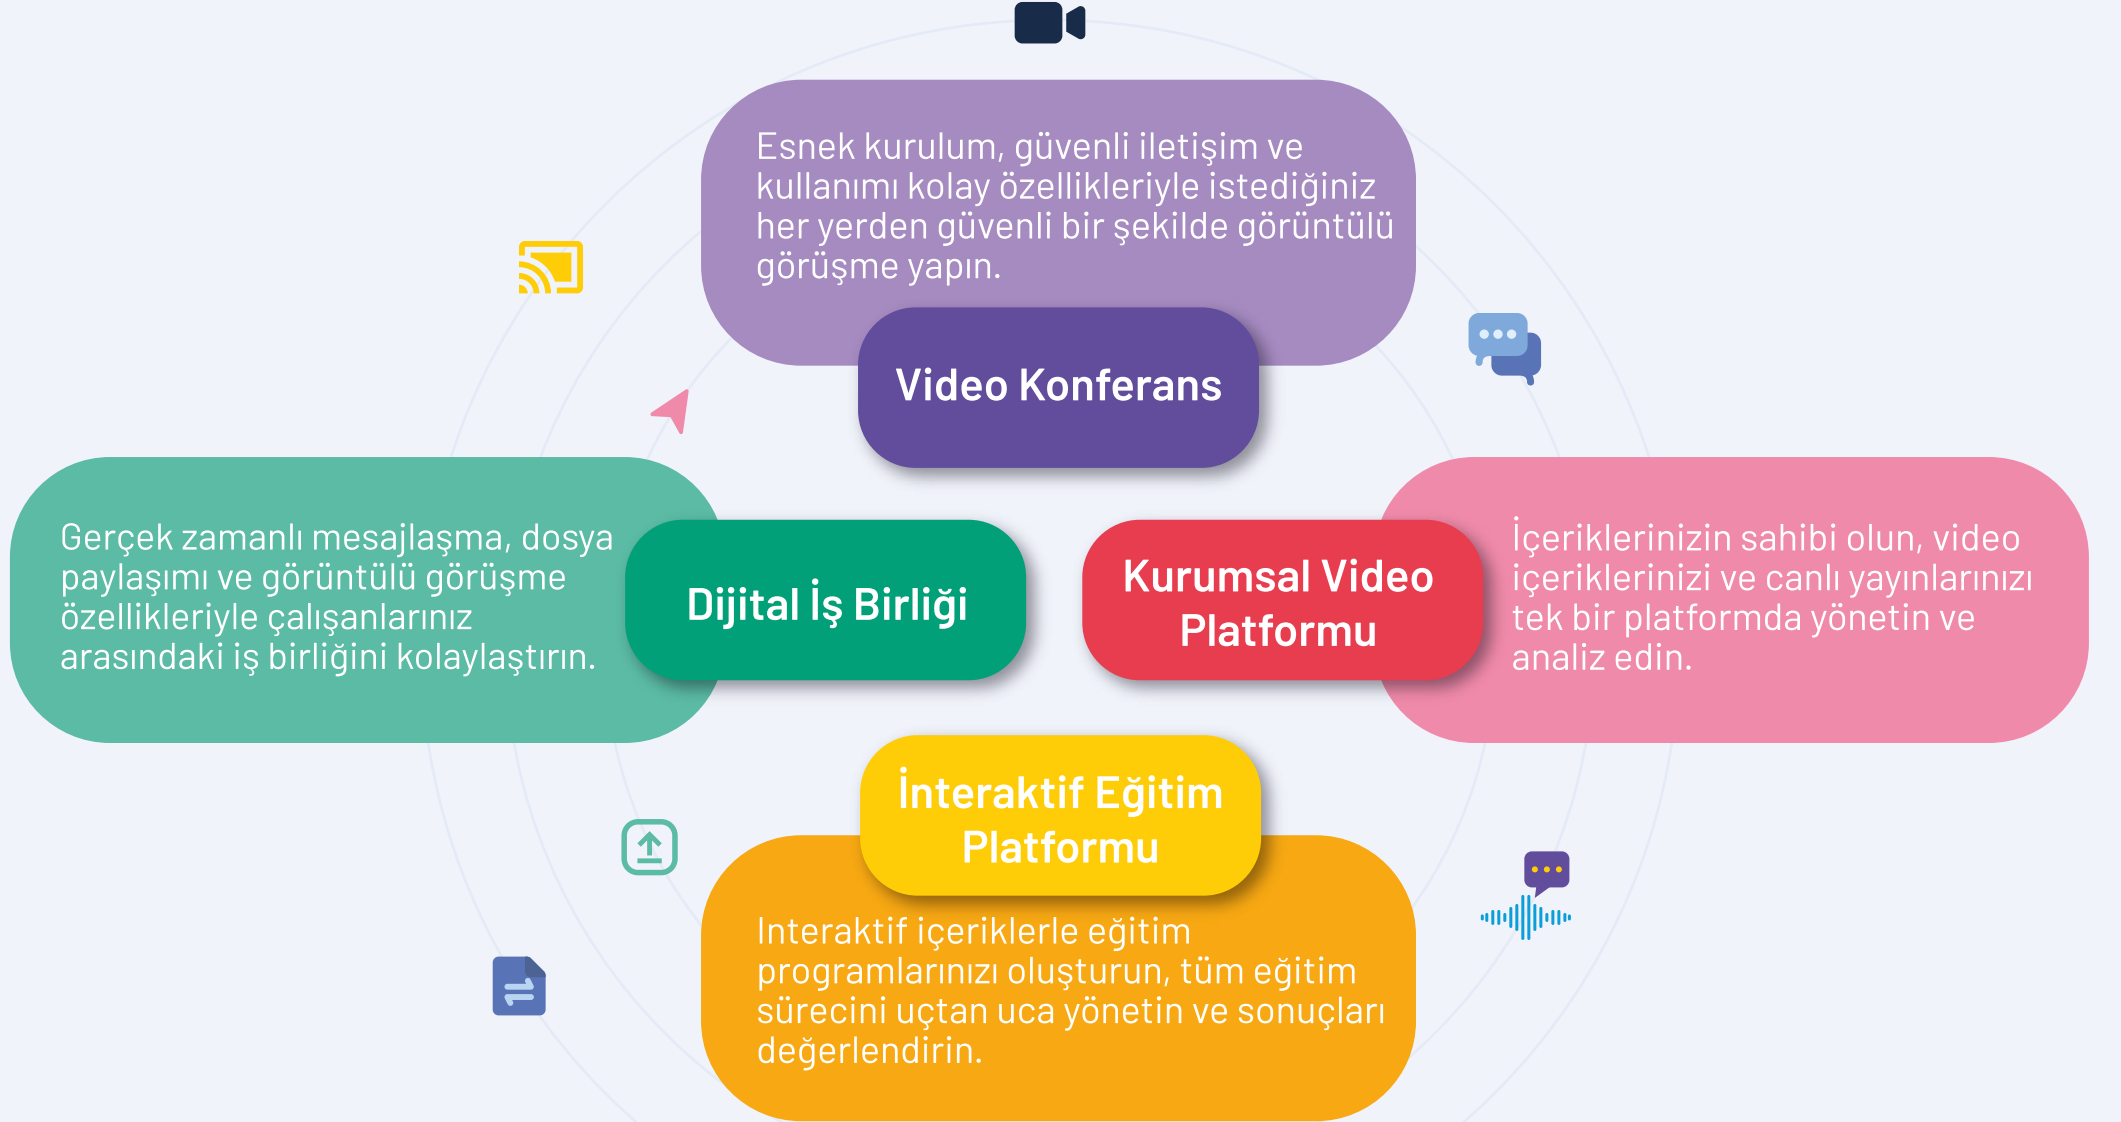 Esnek kurulum, güvenli iletişim ve
kullanımı kolay özellikleriyle istediğiniz
her yerden güvenli bir şekilde görüntülü
görüşme yapın.
Video Konferans
Gerçek zamanlı mesajlaşma, dosya
paylaşımı ve görüntülü görüşme
özellikleriyle çalışanlarınız
arasındaki iş birliğini kolaylaştırın.
Dijital İş Birliği
Kurumsal Video
Platformu
İçeriklerinizin sahibi olun, video
içeriklerinizi ve canlı yayınlarınızı
tek bir platformda yönetin ve
analiz edin.
İnteraktif Eğitim
Platformu
Interaktif içeriklerle eğitim
programlarınızı oluşturun, tüm eğitim
sürecini uçtan uca yönetin ve sonuçları
değerlendirin.